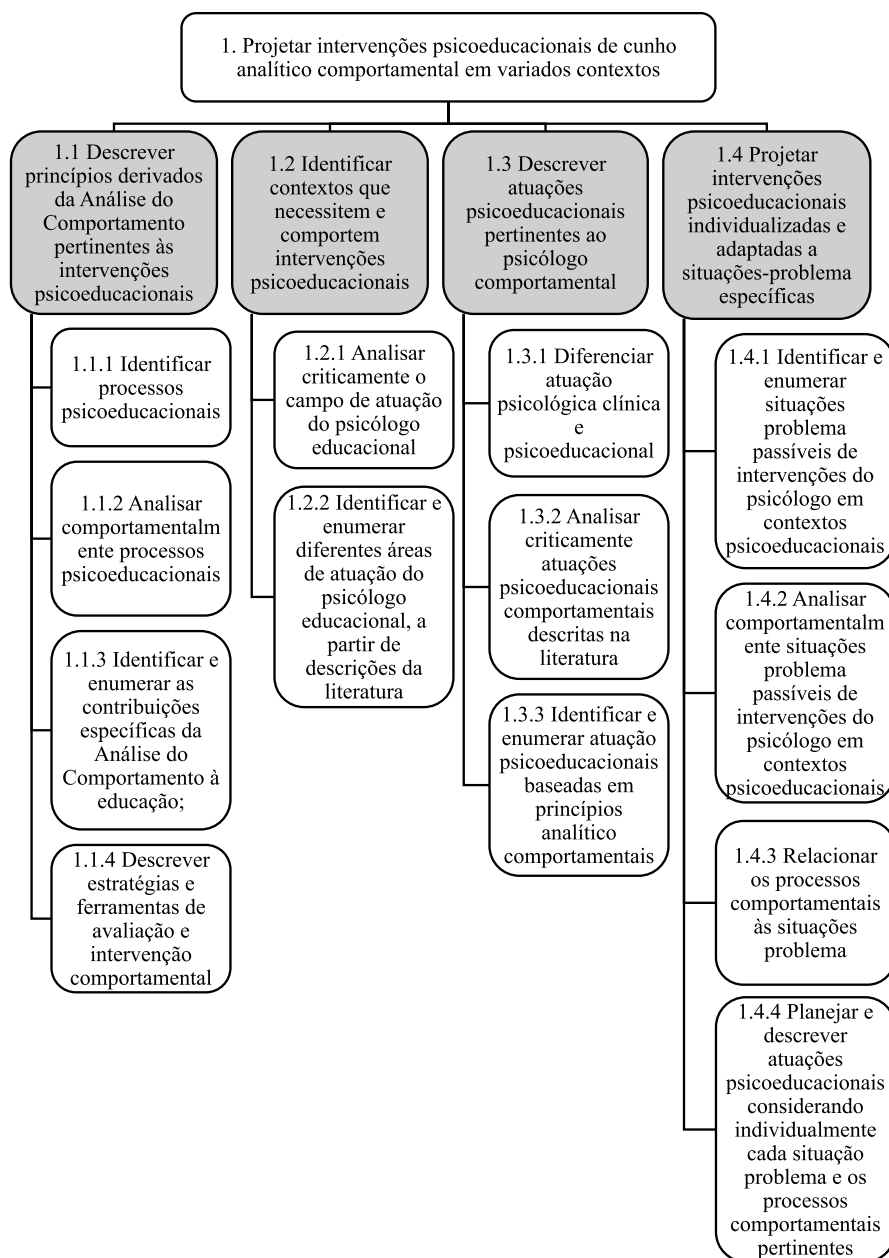 1. Projetar intervenções psicoeducacionais de cunho
analítico comportamental em variados contextos
1.1 Descrever
princípios derivados
da Análise do
Comportamento
pertinentes às
intervenções
psicoeducacionais
1.1.1 Identificar
processos
psicoeducacionais
1.1.2 Analisar
comportamentalm
ente processos
psicoeducacionais
1.1.3 Identificar e
enumerar as
contribuições
específicas da
Análise do
Comportamento à
educação;
1.1.4 Descrever
estratégias e
ferramentas de
avaliação e
intervenção
comportamental
1.2 Identificar
contextos que
necessitem e
comportem
intervenções
psicoeducacionais
1.2.1 Analisar
criticamente o
campo de atuação
do psicólogo
educacional
1.2.2 Identificar e
enumerar
diferentes áreas
de atuação do
psicólogo
educacional, a
partir de
descrições da
literatura
1.3 Descrever
atuações
psicoeducacionais
pertinentes ao
psicólogo
comportamental
1.3.1 Diferenciar
atuação
psicológica clínica
e
psicoeducacional
1.3.2 Analisar
criticamente
atuações
psicoeducacionais
comportamentais
descritas na
literatura
1.3.3 Identificar e
enumerar atuação
psicoeducacionais
baseadas em
princípios
analítico
comportamentais
1.4 Projetar
intervenções
psicoeducacionais
individualizadas e
adaptadas a
situações-problema
específicas
1.4.1 Identificar e
enumerar
situações
problema
passíveis de
intervenções do
psicólogo em
contextos
psicoeducacionais
1.4.2 Analisar
comportamentalm
ente situações
problema
passíveis de
intervenções do
psicólogo em
contextos
psicoeducacionais
1.4.3 Relacionar
os processos
comportamentais
às situações
problema
1.4.4 Planejar e
descrever
atuações
psicoeducacionais
considerando
individualmente
cada situação
problema e os
processos
comportamentais
pertinentes